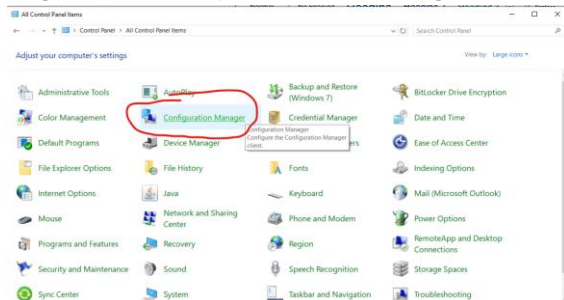 All Control Panel Items
Control Panel > All Control Panel Items
Search Control Panel
Adjust your computer's settings
View by: Large icons
Administrative Tools
AutoPlay
Backup and Restore
(Windows 7)
BitLocker Drive Encryption
Color Management
Configuration Manager
Credential Manager
Date and Time
Configuration Manager
Configure the Configuration Manager
client.
Default Programs
Device Manager
Ease of Access Center
File Explorer Options
File History
Fonts
Indexing Options
Internet Options
Java
Keyboard
Mail (Microsoft Outlook)
Mouse
Network and Sharing
Center
Phone and Modem
Power Options
Programs and Features
Recovery
Region
RemoteApp and Desktop
Connections
Security and Maintenance
Sound
Speech Recognition
Storage Spaces
Sync Center
System
Taskbar and Navigation
Troubleshooting